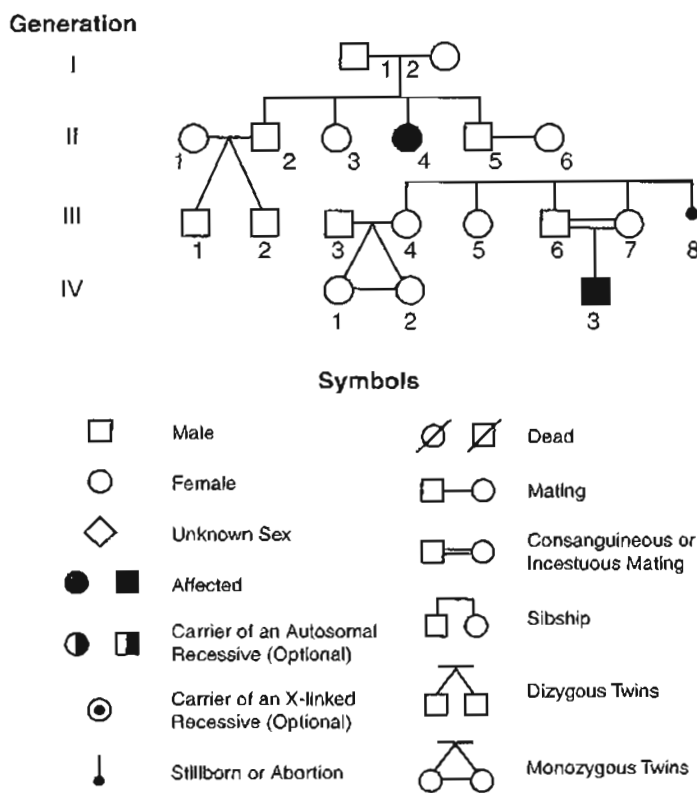 Generation
I
1 2
II
1 2 3 4 5 6
III
1 2 3 4 5 6 7 8
IV
1 2 3
Symbols
Male
Female
Unknown Sex
Affected
Carrier of an Autosomal
Recessive (Optional)
Carrier of an X-linked
Recessive (Optional)
Stillborn or Abortion
Dead
Mating
Consanguineous or
Incestuous Mating
Sibship
Dizygous Twins
Monozygous Twins